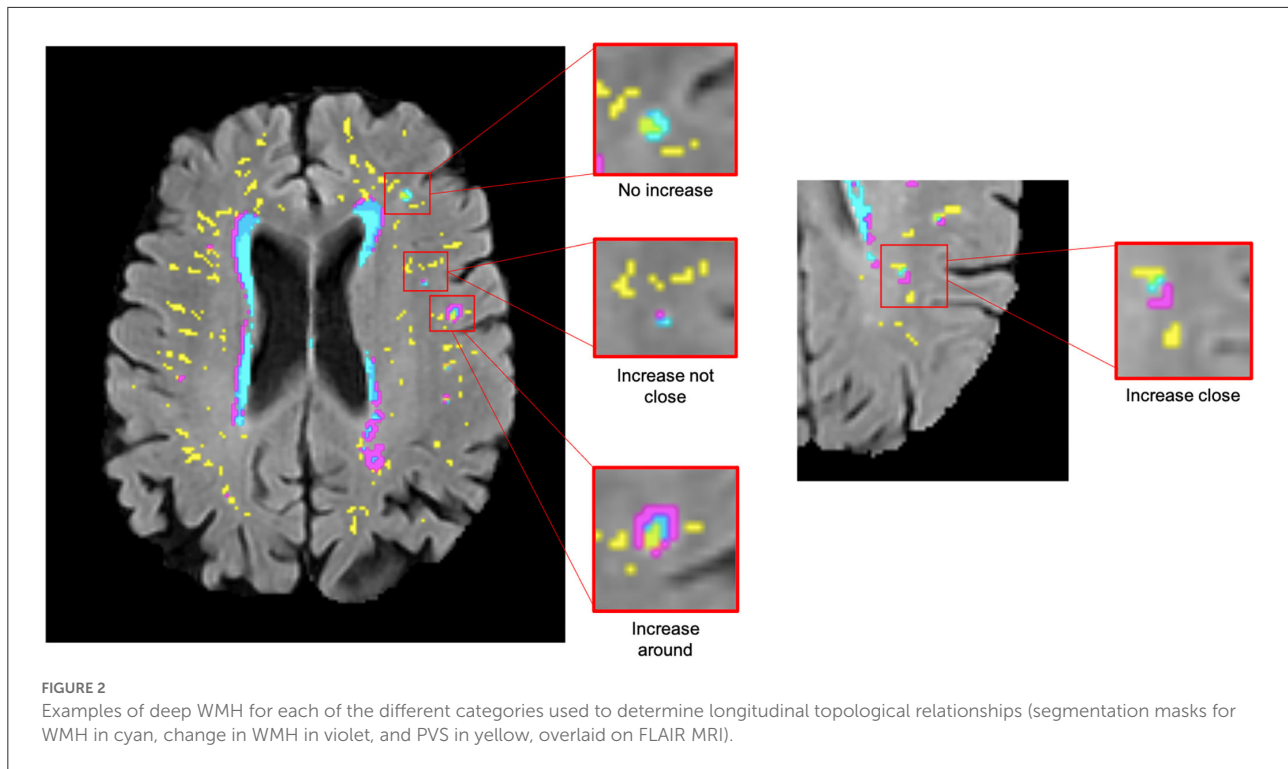 No increase
Increase not
close
Increase close
Increase
around
FIGURE 2
Examples of deep WMH for each of the different categories used to determine longitudinal topological relationships (segmentation masks for
WMH in cyan, change in WMH in violet, and PVS in yellow, overlaid on FLAIR MRI).